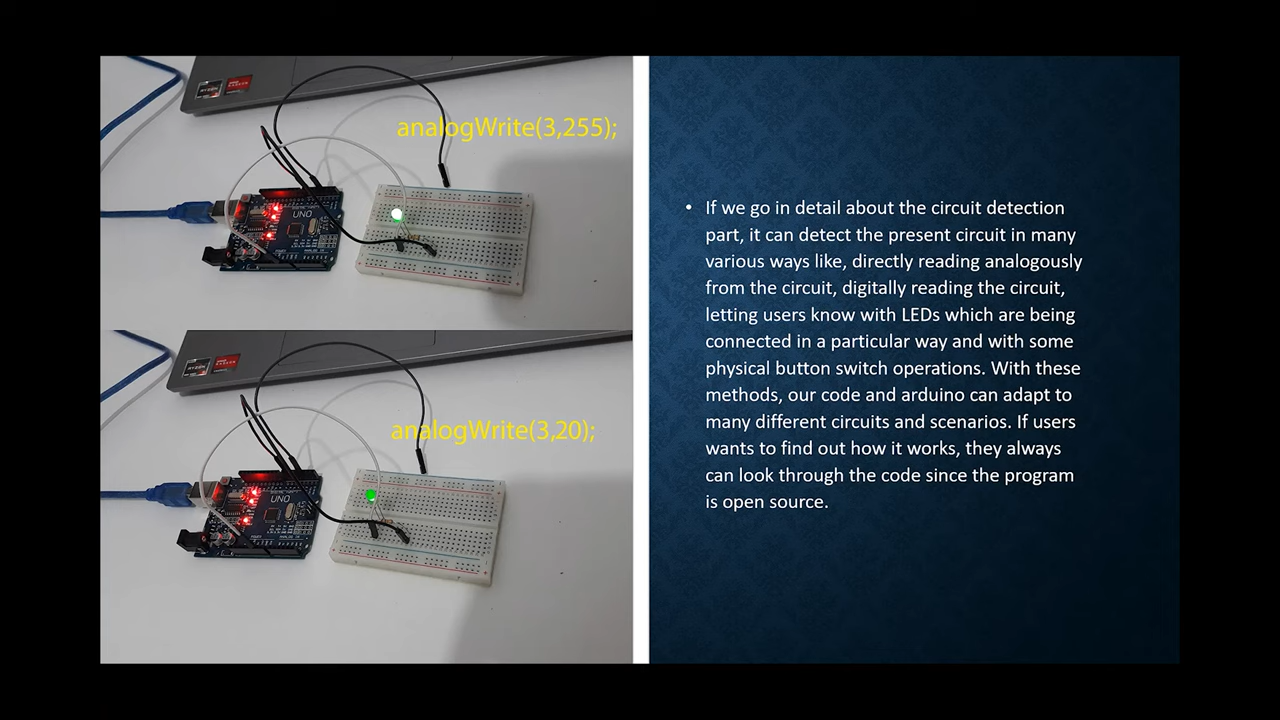 analogWrite(3,255);
UNO
analogWrite(3,20);
UNO
• If we go in detail about the circuit detection
part, it can detect the present circuit in many
various ways like, directly reading analogously
from the circuit, digitally reading the circuit,
letting users know with LEDs which are being
connected in a particular way and with some
physical button switch operations. With these
methods, our code and arduino can adapt to
many different circuits and scenarios. If users
wants to find out how it works, they always
can look through the code since the program
is open source.